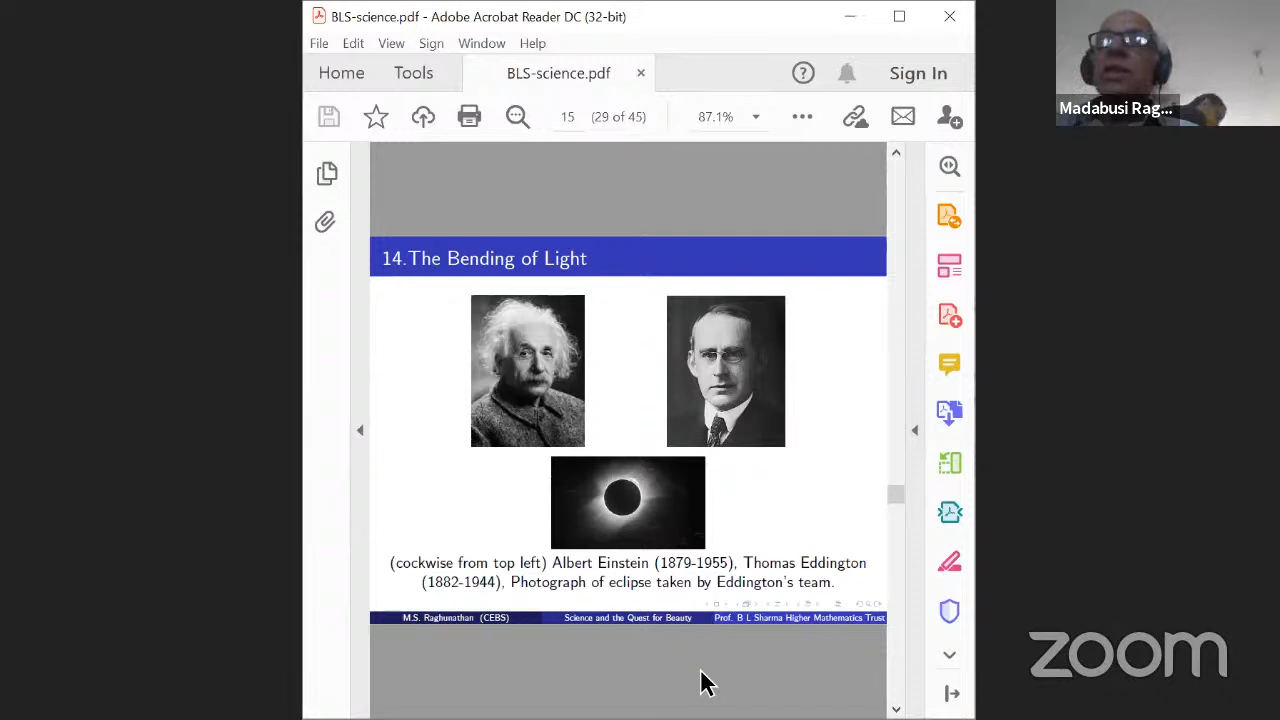 BLS-science.pdf - Adobe Acrobat Reader DC (32-bit)
File Edit View Sign Window Help
Home Tools BLS-science.pdf Sign In
15 (29 of 45) 87.1%
Madabusi Rag...
14.The Bending of Light
(cockwise from top left) Albert Einstein (1879-1955), Thomas Eddington
(1882-1944), Photograph of eclipse taken by Eddington's team.
M.S. Raghunathan (CEBS) Science and the Quest for Beauty Prof. B L Sharma Higher Mathematics Trust
zoom